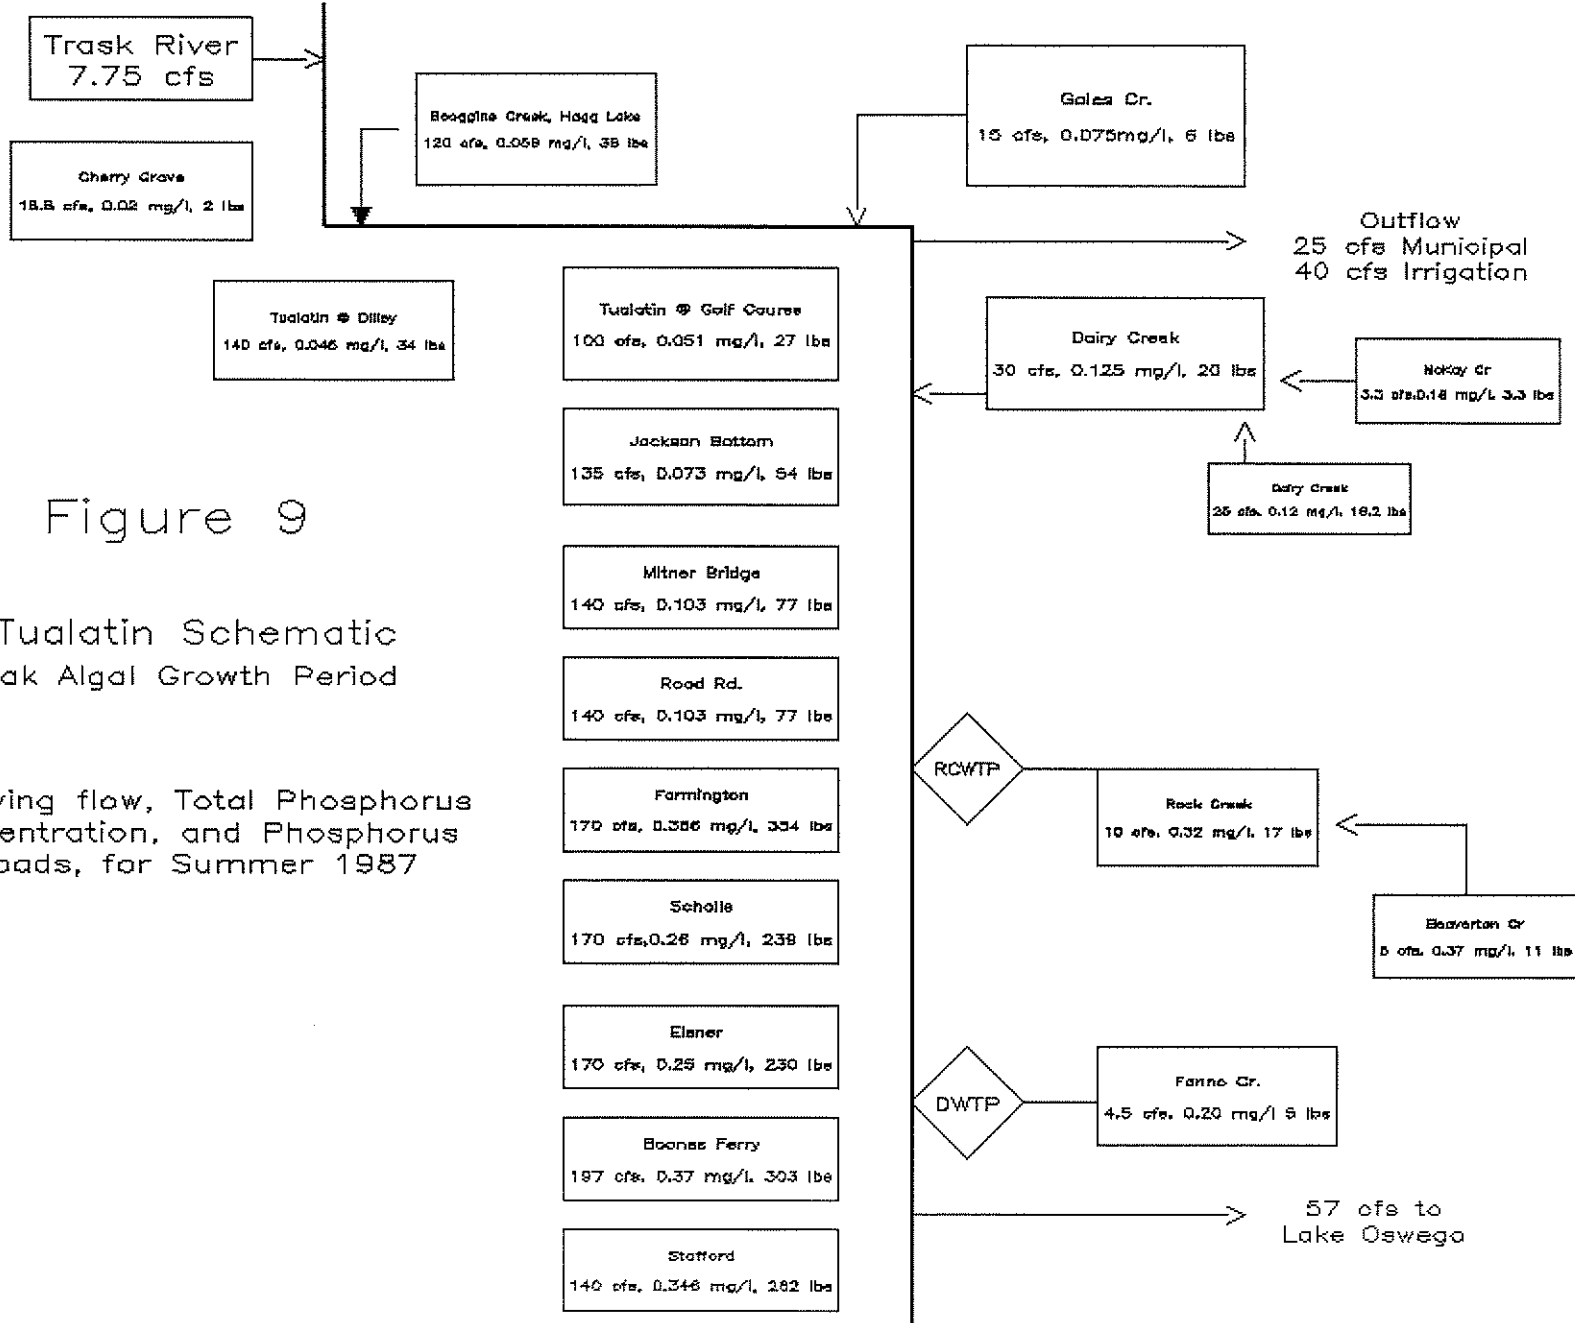 Trask River
7.75 cfs
Scoggins Creek, Hagg Lake
120 cfs, 0.059 mg/l, 38 lbs
Gales Cr.
15 cfs, 0.075mg/l, 6 lbs
Cherry Grove
18.8 cfs, 0.02 mg/l, 2 lbs
Outflow
25 cfs Municipal
40 cfs Irrigation
Tualatin @ Dilley
140 cfs, 0.046 mg/l, 34 lbs
Tualatin @ Golf Course
100 cfs, 0.051 mg/l, 27 lbs
Dairy Creek
30 cfs, 0.125 mg/l, 20 lbs
McKay Cr
3.3 cfs,0.18 mg/l, 3.3 lbs
Jackson Bottom
135 cfs, 0.073 mg/l, 54 lbs
Dairy Creek
25 cfs, 0.12 mg/l, 16.2 lbs
Figure 9
Mitner Bridge
140 cfs, 0.103 mg/l, 77 lbs
Tualatin Schematic
ak Algal Growth Period
Rood Rd.
140 cfs, 0.103 mg/l, 77 lbs
RCWTP
Rock Creek
10 cfs, 0.32 mg/l, 17 lbs
ving flow, Total Phosphorus
entration, and Phosphorus
oads, for Summer 1987
Farmington
170 cfs, 0.366 mg/l, 334 lbs
Beaverton Cr
5 cfs, 0.37 mg/l, 11 lbs
Scholls
170 cfs,0.26 mg/l, 239 lbs
Elsner
170 cfs, 0.25 mg/l, 230 lbs
DWTP
Fanno Cr.
4.5 cfs, 0.20 mg/l 5 lbs
Boones Ferry
197 cfs, 0.37 mg/l, 303 lbs
57 cfs to
Lake Oswego
Stafford
140 cfs, 0.346 mg/l, 262 lbs